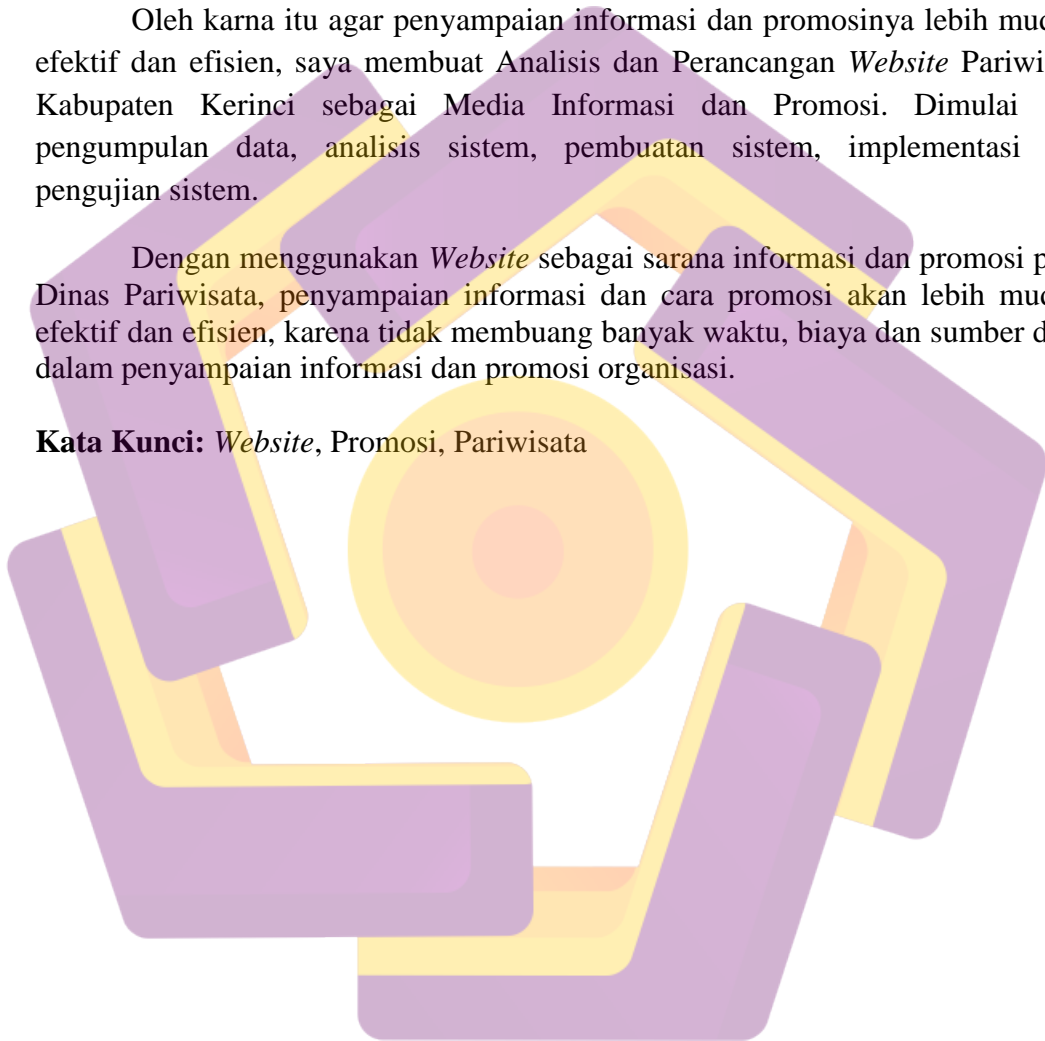 Oleh karna itu agar penyampaian informasi dan promosinya lebih mud
efektif dan efisien, saya membuat Analisis dan Perancangan Website Pariwi
Kabupaten Kerinci sebagai Media Informasi dan Promosi. Dimulai
pengumpulan data, analisis sistem, pembuatan sistem, implementasi
pengujian sistem.
Dengan menggunakan Website sebagai sarana informasi dan promosi p
Dinas Pariwisata, penyampaian informasi dan cara promosi akan lebih mud
efektif dan efisien, karena tidak membuang banyak waktu, biaya dan sumber d
dalam penyampaian informasi dan promosi organisasi.
Kata Kunci: Website, Promosi, Pariwisata